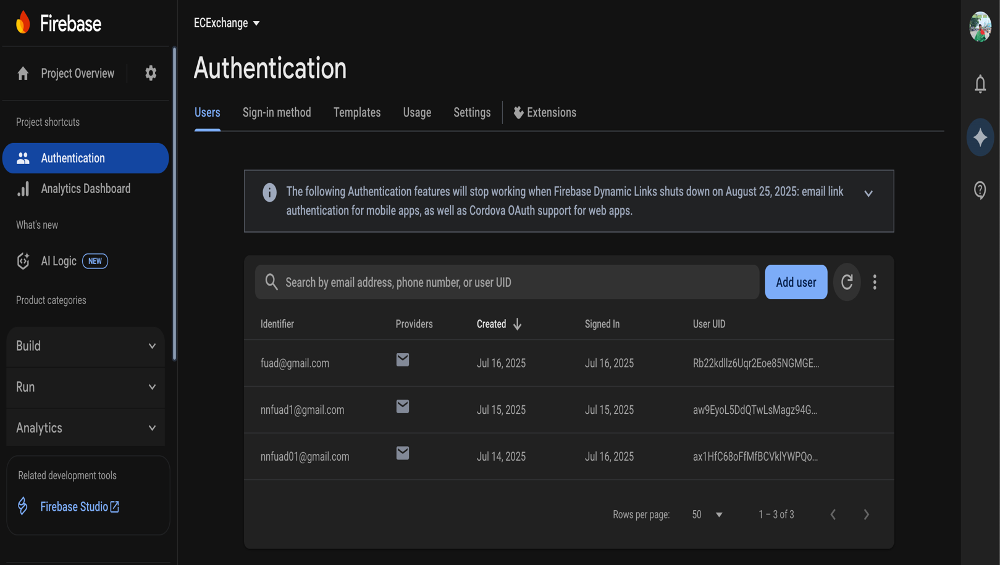 Firebase
Project Overview
Project shortcuts
Authentication
Analytics Dashboard
What's new
AI Logic NEW
Product categories
Build
Run
Analytics
Related development tools
Firebase Studio
ECExchange
Authentication
Users Sign-in method Templates Usage Settings Extensions
The following Authentication features will stop working when Firebase Dynamic Links shuts down on August 25, 2025: email link
authentication for mobile apps, as well as Cordova OAuth support for web apps.
Search by email address, phone number, or user UID
Add user
Identifier Providers Created Signed In User UID
fuad@gmail.com Jul 16, 2025 Jul 16, 2025 Rb22kdllz6Uqr2Eoe85NGMGE...
nnfuad1@gmail.com Jul 15, 2025 Jul 15, 2025 aw9EyoL5DdQTwLsMagz94G...
nnfuad01@gmail.com Jul 14, 2025 Jul 16, 2025 ax1HfC68oFfMfBCVklYWPQo...
Rows per page: 50 1 – 3 of 3